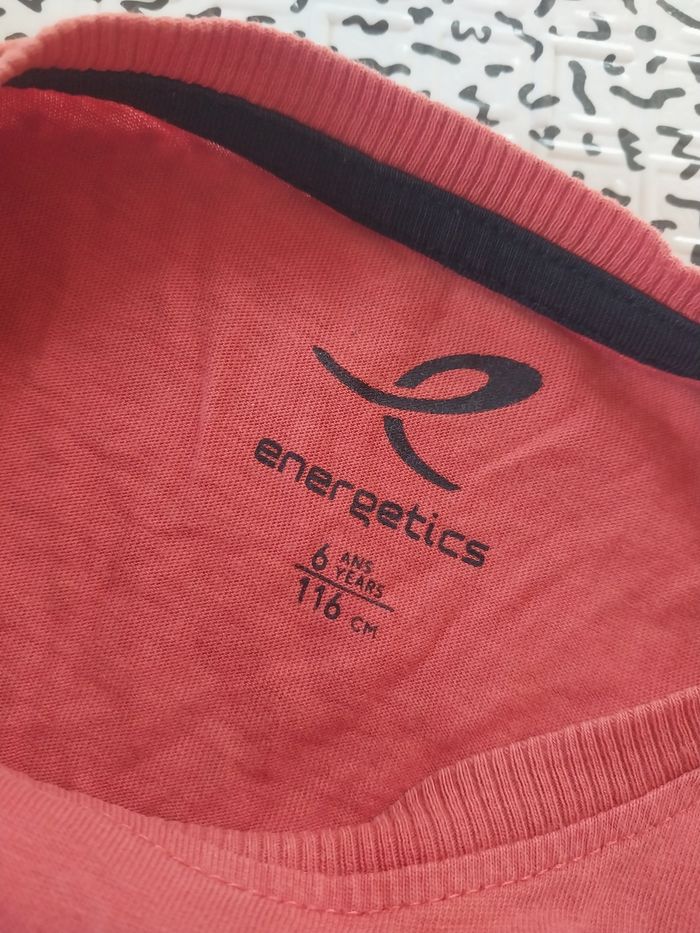 energetics
6 ANS
YEARS
116 CM